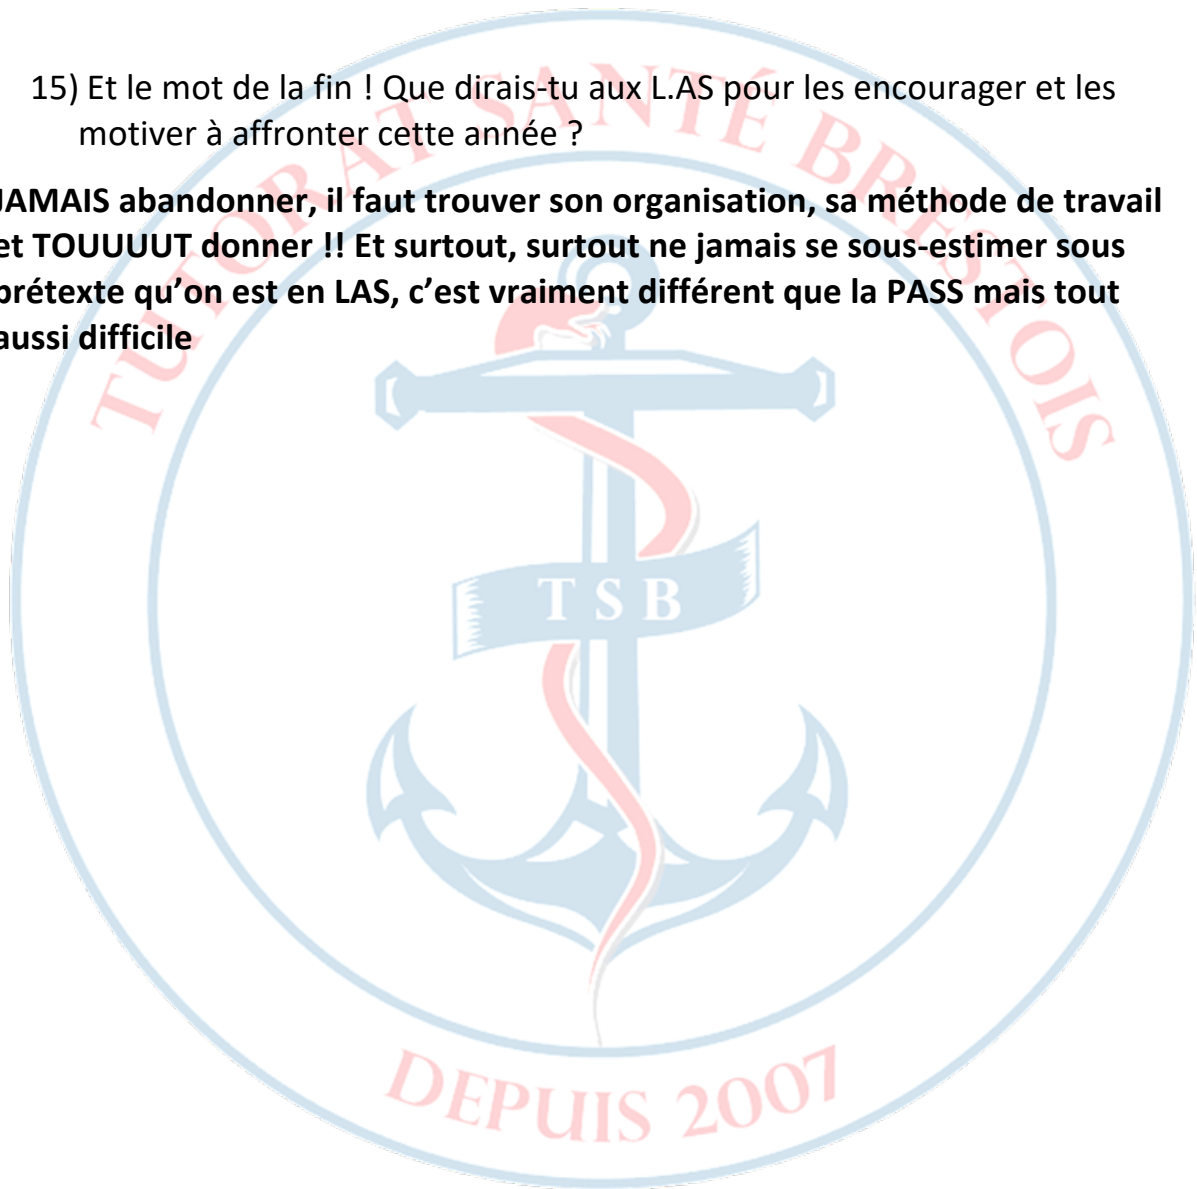 15) Et le mot de la fin ! Que dirais-tu aux L.AS pour les encourager et les
motiver à affronter cette année ?
JAMAIS abandonner, il faut trouver son organisation, sa méthode de travail
et TOUUUUT donner !! Et surtout, surtout ne jamais se sous-estimer sous
prétexte qu’on est en LAS, c’est vraiment différent que la PASS mais tout
aussi difficile
TUTORAT SANTÉ BRESTOIS
T S B
DEPUIS 2007